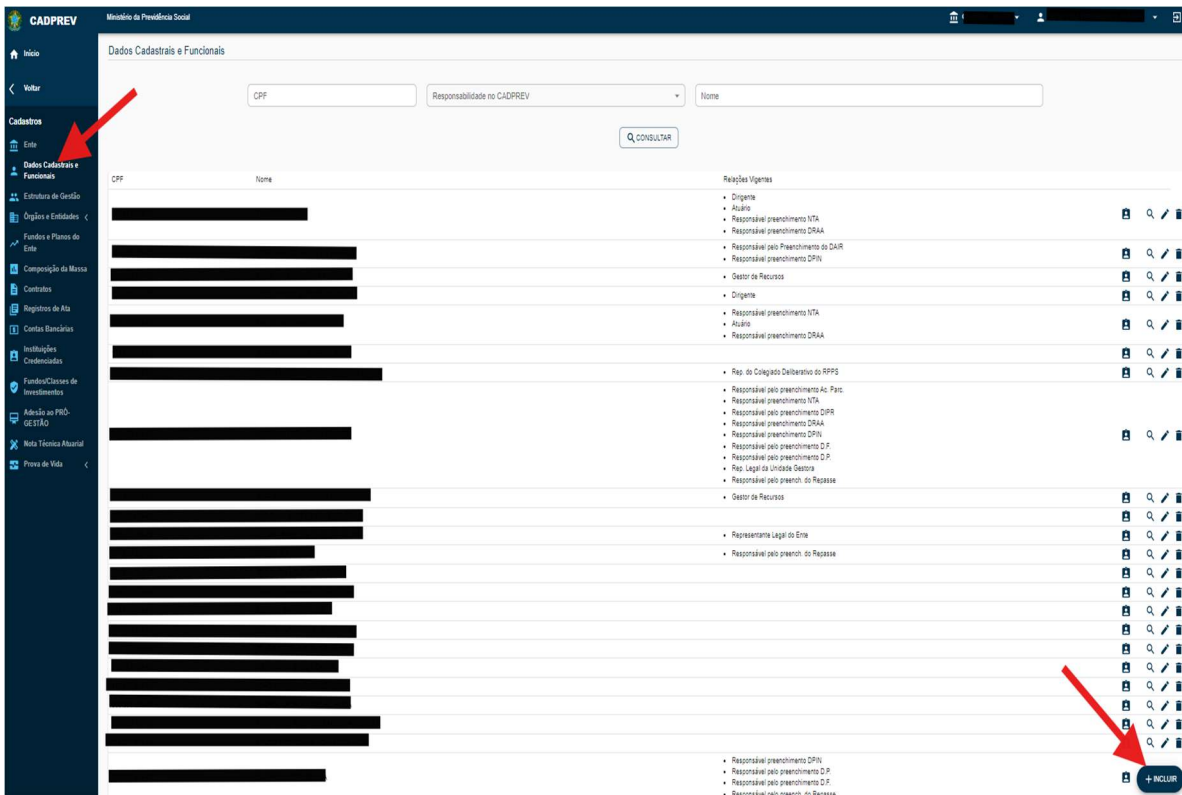 CADPREV
Ministério da Previdência Social
Início
Voltar
Cadastros
Ente
Dados Cadastrais e
Funcionais
Estrutura de Gestão
Órgãos e Entidades
Fundos e Planos do
Ente
Composição da Massa
Contratos
Registros de Ata
Contas Bancárias
Instituições
Credenciadas
Fundos/Classes de
Investimentos
Adesão ao PRÓ-
GESTÃO
Nota Técnica Atuarial
Prova de Vida
Dados Cadastrais e Funcionais
CPF
Responsabilidade no CADPREV
Nome
CONSULTAR
CPF Nome Relações Vigentes
• Dirigente
• Atuário
• Responsável preenchimento NTA
• Responsável preenchimento DRAA
• Responsável pelo Preenchimento do DAIR
• Responsável preenchimento DPIN
• Gestor de Recursos
• Dirigente
• Responsável preenchimento NTA
• Atuário
• Responsável preenchimento DRAA
• Rep. do Colegiado Deliberativo do RPPS
• Responsável pelo preenchimento Ac. Parc.
• Responsável preenchimento NTA
• Responsável pelo preenchimento DIPR
• Responsável preenchimento DRAA
• Responsável preenchimento DPIN
• Responsável pelo preenchimento D.F.
• Responsável pelo preenchimento D.P.
• Rep. Legal da Unidade Gestora
• Responsável pelo preench. do Repasse
• Gestor de Recursos
• Representante Legal do Ente
• Responsável pelo preench. do Repasse
• Responsável preenchimento DPIN
• Responsável pelo preenchimento D.P.
• Responsável pelo preenchimento D.F.
• Responsável pelo preench. do Repasse
+ INCLUIR